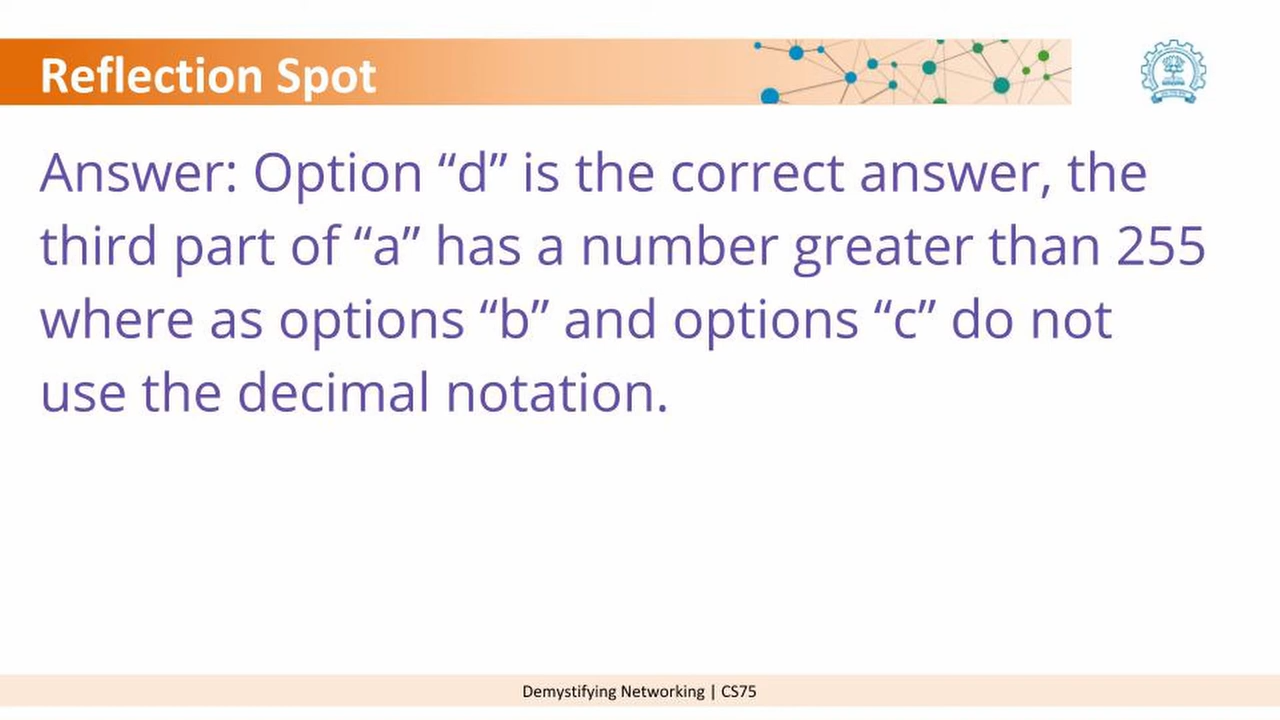 Reflection Spot
Answer: Option “d” is the correct answer, the
third part of “a” has a number greater than 255
where as options “b” and options “c” do not
use the decimal notation.
Demystifying Networking | CS75